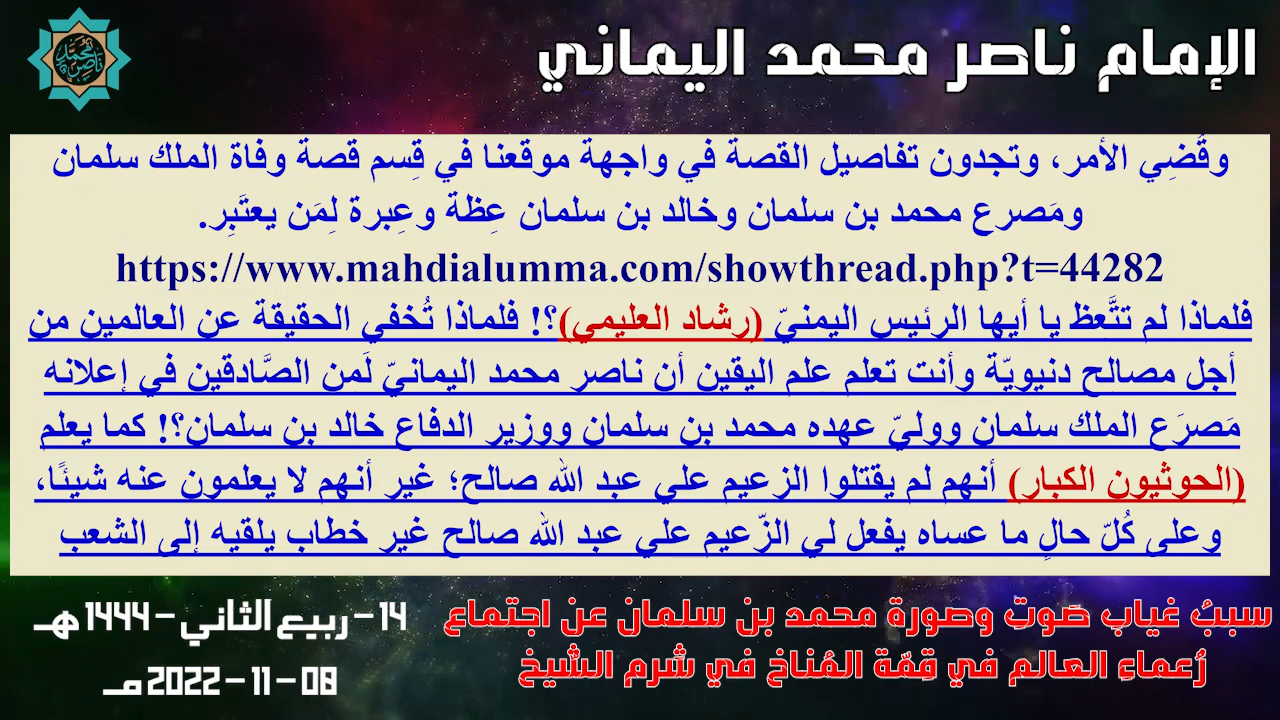 الإمام ناصر محمد اليماني
وقُضِي الأمر، وتجدون تفاصيل القصة في واجهة موقعنا في قِسم قصة وفاة الملك سلمان
ومَصرع محمد بن سلمان وخالد بن سلمان عِظة وعِبرة لِمَن يعتَبِر.
https://www.mahdialumma.com/showthread.php?t=44282
فلماذا لم تتَّعظ يا أيها الرئيس اليمنيّ (رشاد العليمي)؟! فلماذا تُخفي الحقيقة عن العالمين من
أجل مصالح دنيويّة وأنت تعلم علم اليقين أن ناصر محمد اليمانيّ لَمن الصَّادقين في إعلانه
مَصرَع الملك سلمان ووليّ عهده محمد بن سلمان ووزير الدفاع خالد بن سلمان؟! كما يعلم
(الحوثيون الكبار) أنهم لم يقتلوا الزعيم علي عبد الله صالح؛ غير أنهم لا يعلمون عنه شيئًا،
وعلى كُلّ حالٍ ما عساه يفعل لي الزّعيم علي عبد الله صالح غير خطاب يلقيه إلى الشعب
سببُ غياب صَوت وصورة محمد بن سلمان عن اجتماع
زُعماءِ العالم في قِمّة المُناخ في شَرم الشّيخ
14 - ربيع الثاني - 1444 هـ
08 - 11 - 2022 مـ